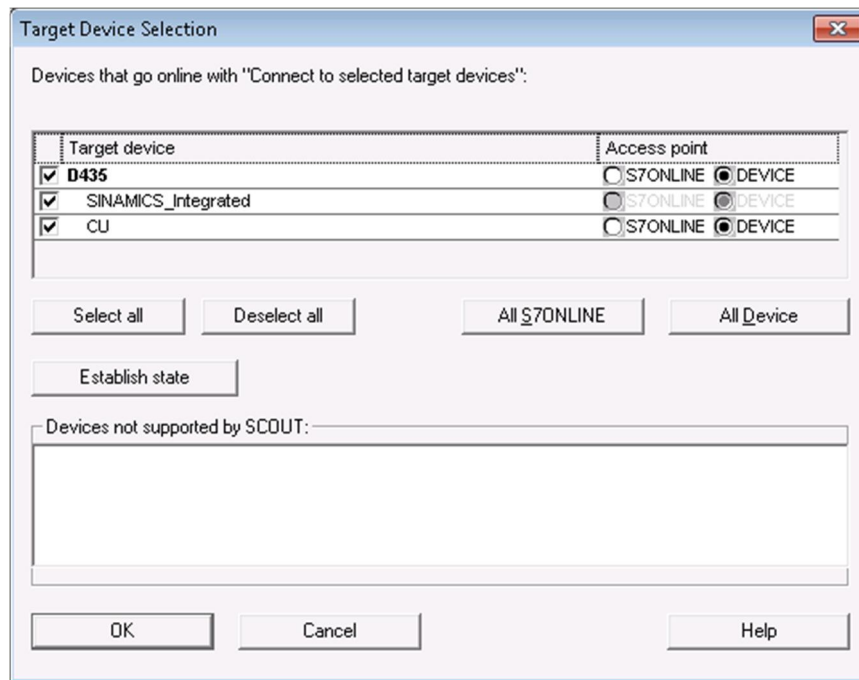 Target Device Selection
Devices that go online with "Connect to selected target devices":
Target device Access point
D435 S7ONLINE DEVICE
SINAMICS_Integrated S7ONLINE DEVICE
CU S7ONLINE DEVICE
Select all Deselect all All S7ONLINE All Device
Establish state
Devices not supported by SCOUT:
OK Cancel Help